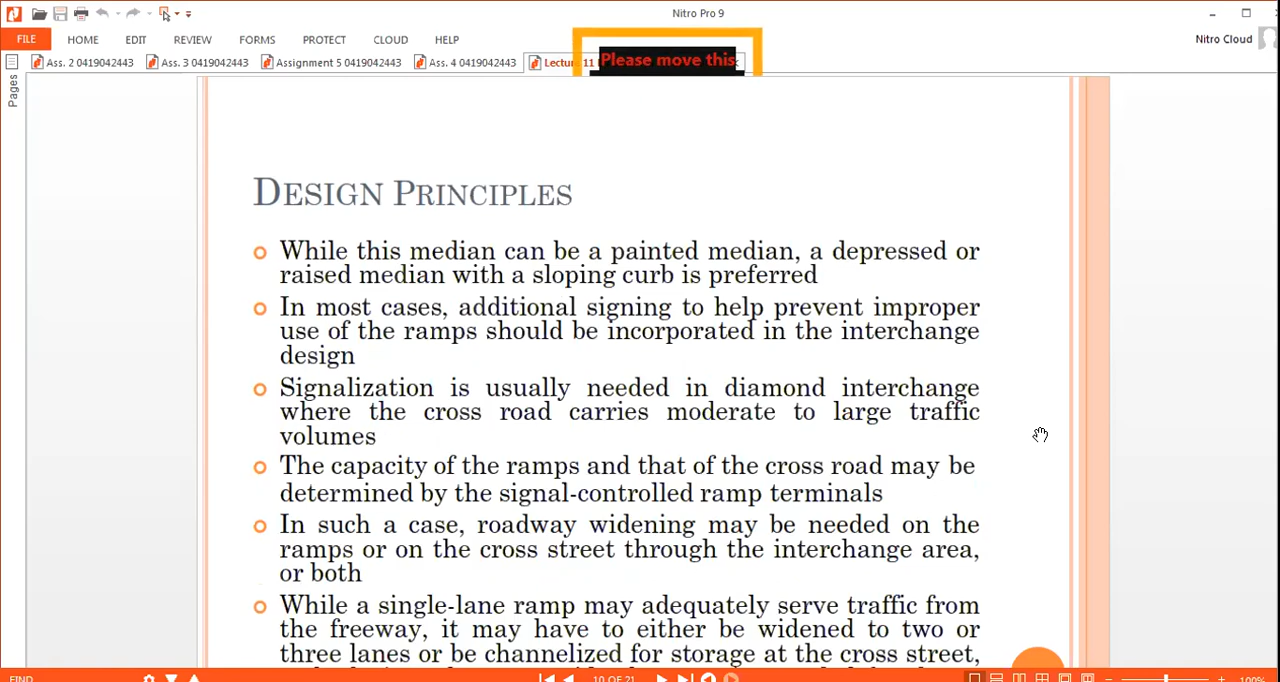 Nitro Pro 9
FILE HOME EDIT REVIEW FORMS PROTECT CLOUD HELP
Nitro Cloud
Ass. 2 0419042443 Ass. 3 0419042443 Assignment 5 0419042443 Ass. 4 0419042443 Lecture 11
Please move this
Pages
DESIGN PRINCIPLES
While this median can be a painted median, a depressed or
raised median with a sloping curb is preferred
In most cases, additional signing to help prevent improper
use of the ramps should be incorporated in the interchange
design
Signalization is usually needed in diamond interchange
where the cross road carries moderate to large traffic
volumes
The capacity of the ramps and that of the cross road may be
determined by the signal-controlled ramp terminals
In such a case, roadway widening may be needed on the
ramps or on the cross street through the interchange area,
or both
While a single-lane ramp may adequately serve traffic from
the freeway, it may have to either be widened to two or
three lanes or be channelized for storage at the cross street,
FIND 10 OF 21 100%